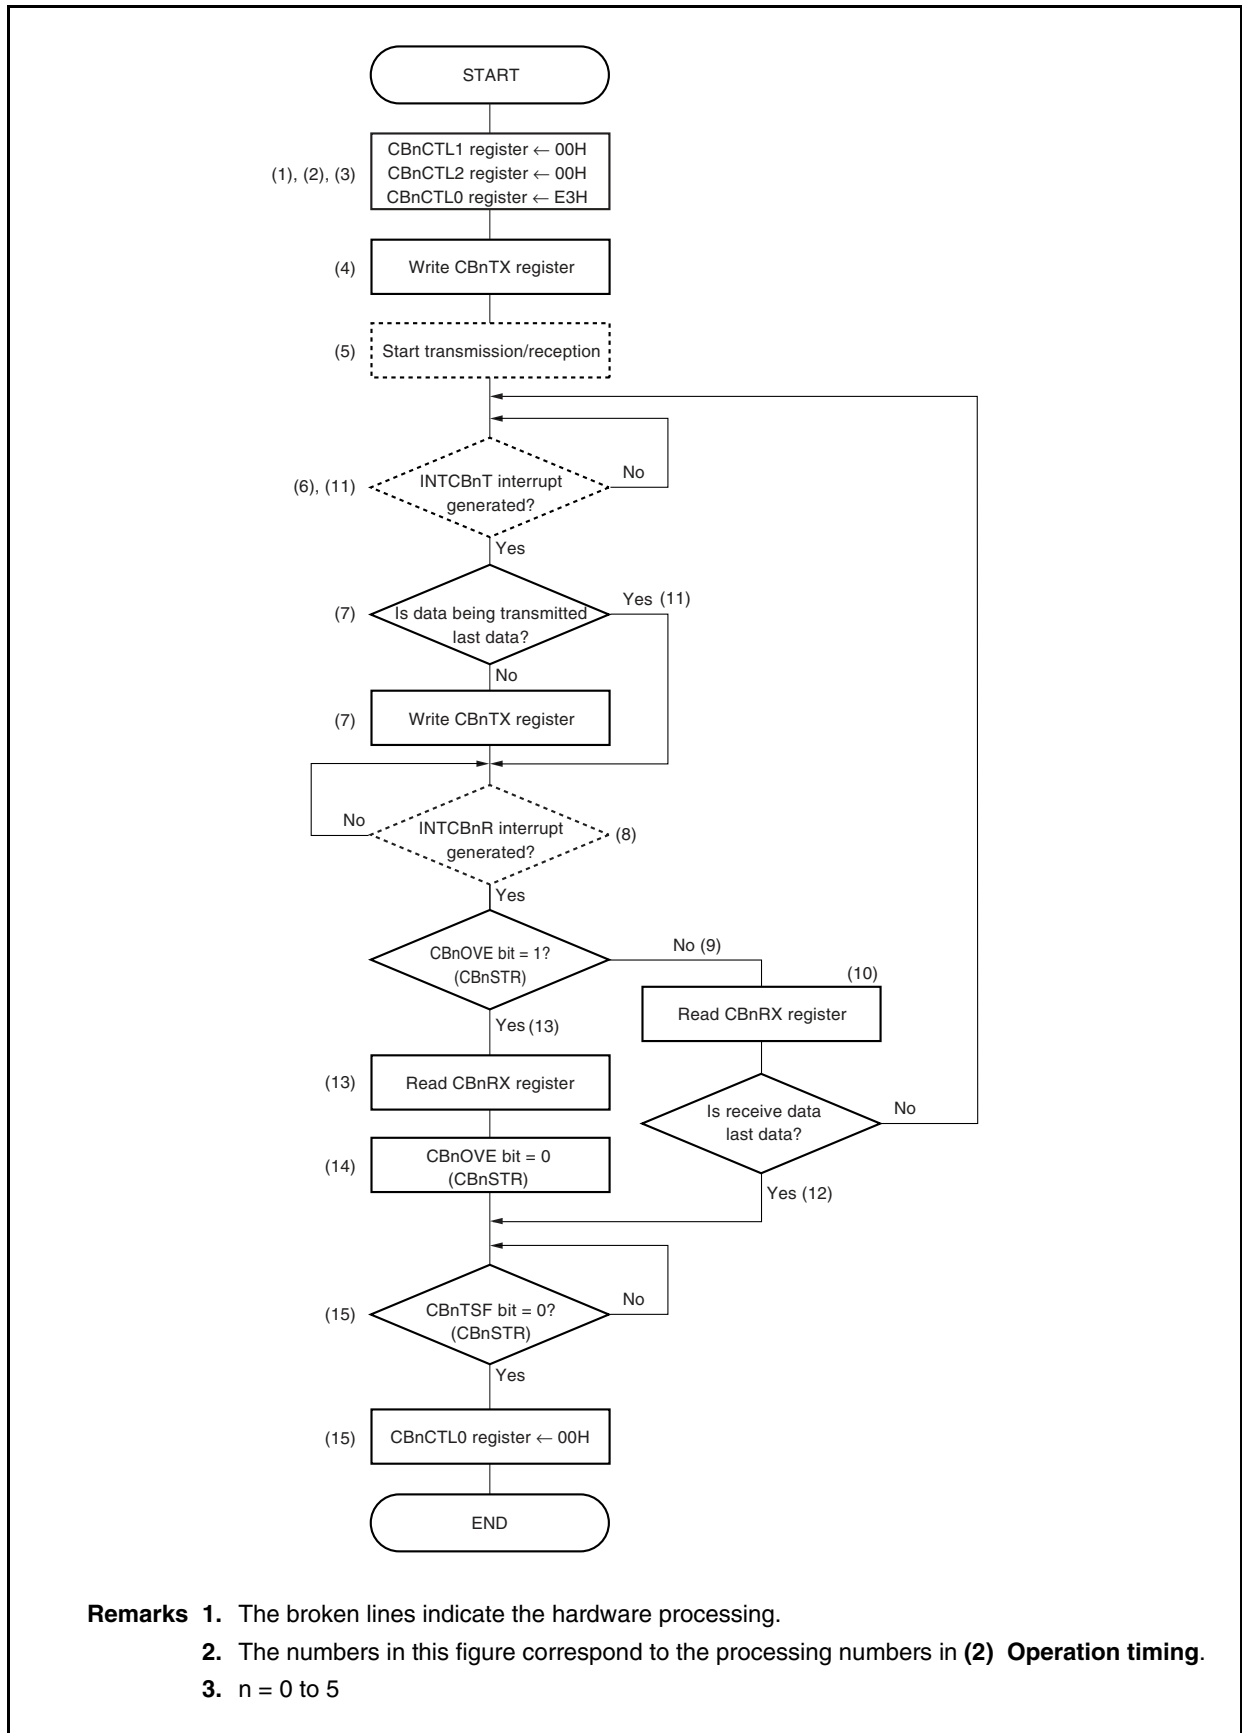 START
CBnCTL1 register ← 00H
(1), (2), (3)
CBnCTL2 register ← 00H
CBnCTL0 register ← E3H
(4)
Write CBnTX register
(5)
Start transmission/reception
(6), (11)
INTCBnT interrupt
generated?
No
Yes
(7)
Is data being transmitted
last data?
Yes (11)
No
(7)
Write CBnTX register
No
INTCBnR interrupt
generated?
(8)
Yes
CBnOVE bit = 1?
(CBnSTR)
No (9)
(10)
Read CBnRX register
Yes (13)
(13)
Read CBnRX register
Is receive data
last data?
No
(14)
CBnOVE bit = 0
(CBnSTR)
Yes (12)
(15)
CBnTSF bit = 0?
(CBnSTR)
No
Yes
(15)
CBnCTL0 register ← 00H
END
Remarks 1. The broken lines indicate the hardware processing.
2. The numbers in this figure correspond to the processing numbers in (2) Operation timing.
3. n = 0 to 5